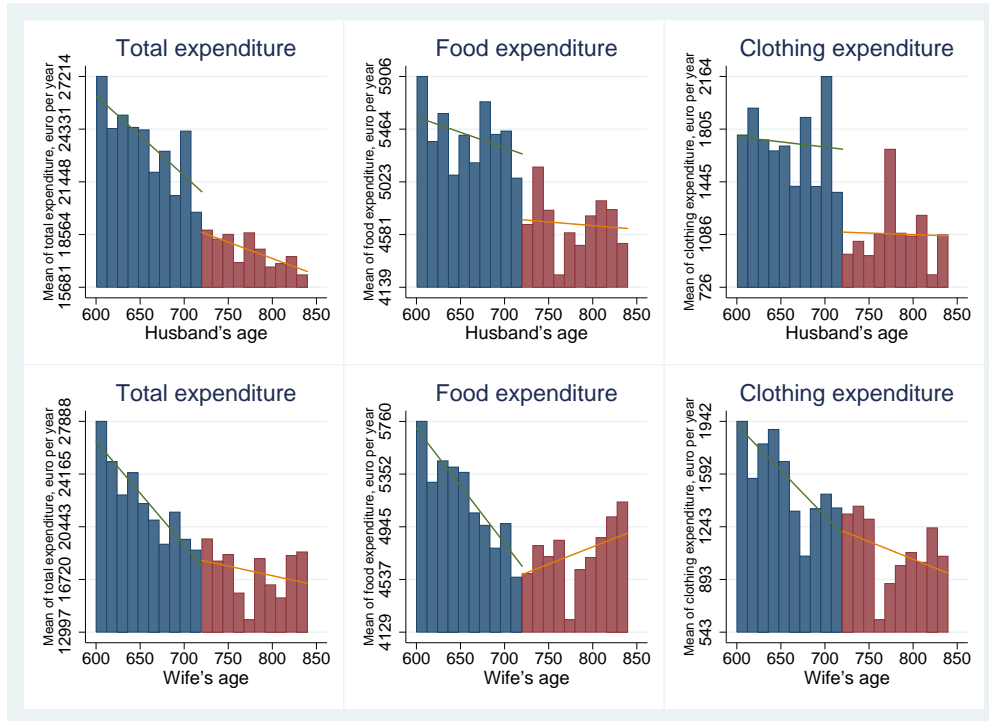 Total expenditure
Mean of total expenditure, euro per year
15681 18564 21448 24331 27214
600 650 700 750 800 850
Husband's age
Food expenditure
Mean of food expenditure, euro per year
4139 4581 5023 5464 5906
600 650 700 750 800 850
Husband's age
Clothing expenditure
Mean of clothing expenditure, euro per year
726 1086 1445 1805 2164
600 650 700 750 800 850
Husband's age
Total expenditure
Mean of total expenditure, euro per year
12997 16720 20443 24165 27888
600 650 700 750 800 850
Wife's age
Food expenditure
Mean of food expenditure, euro per year
4129 4537 4945 5352 5760
600 650 700 750 800 850
Wife's age
Clothing expenditure
Mean of clothing expenditure, euro per year
543 893 1243 1592 1942
600 650 700 750 800 850
Wife's age